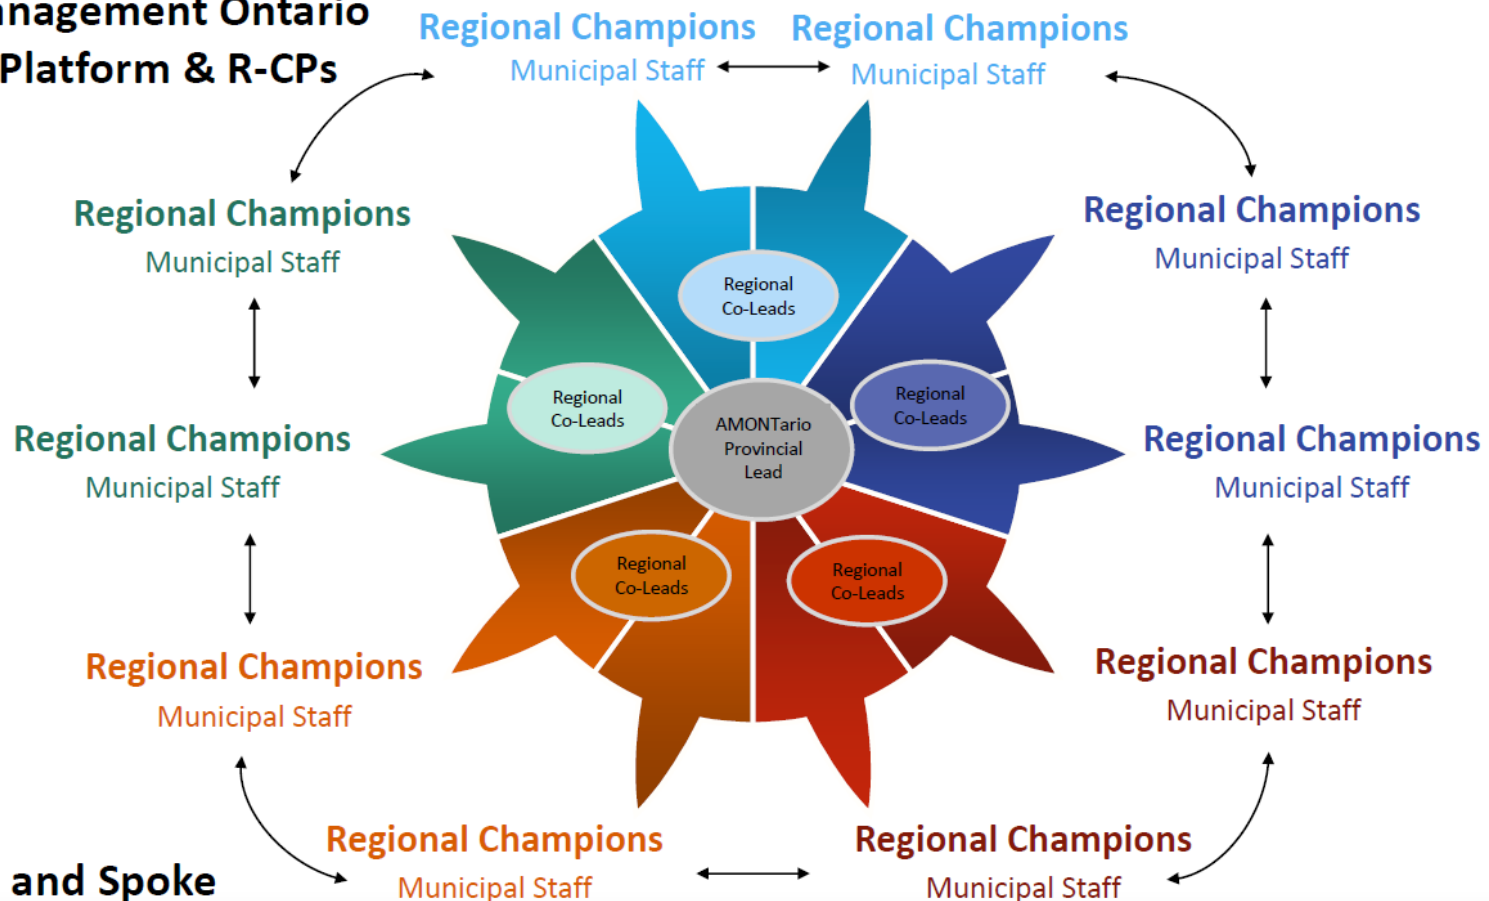 nagement Ontario
Platform & R-CPs
Regional Champions
Municipal Staff
Regional Champions
Municipal Staff
Regional Champions
Municipal Staff
Regional Champions
Municipal Staff
Regional
Co-Leads
Regional
Co-Leads
Regional
Co-Leads
AMONTario
Provincial
Lead
Regional Champions
Municipal Staff
Regional Champions
Municipal Staff
Regional
Co-Leads
Regional
Co-Leads
Regional Champions
Municipal Staff
Regional Champions
Municipal Staff
Regional Champions
Municipal Staff
Regional Champions
Municipal Staff
and Spoke